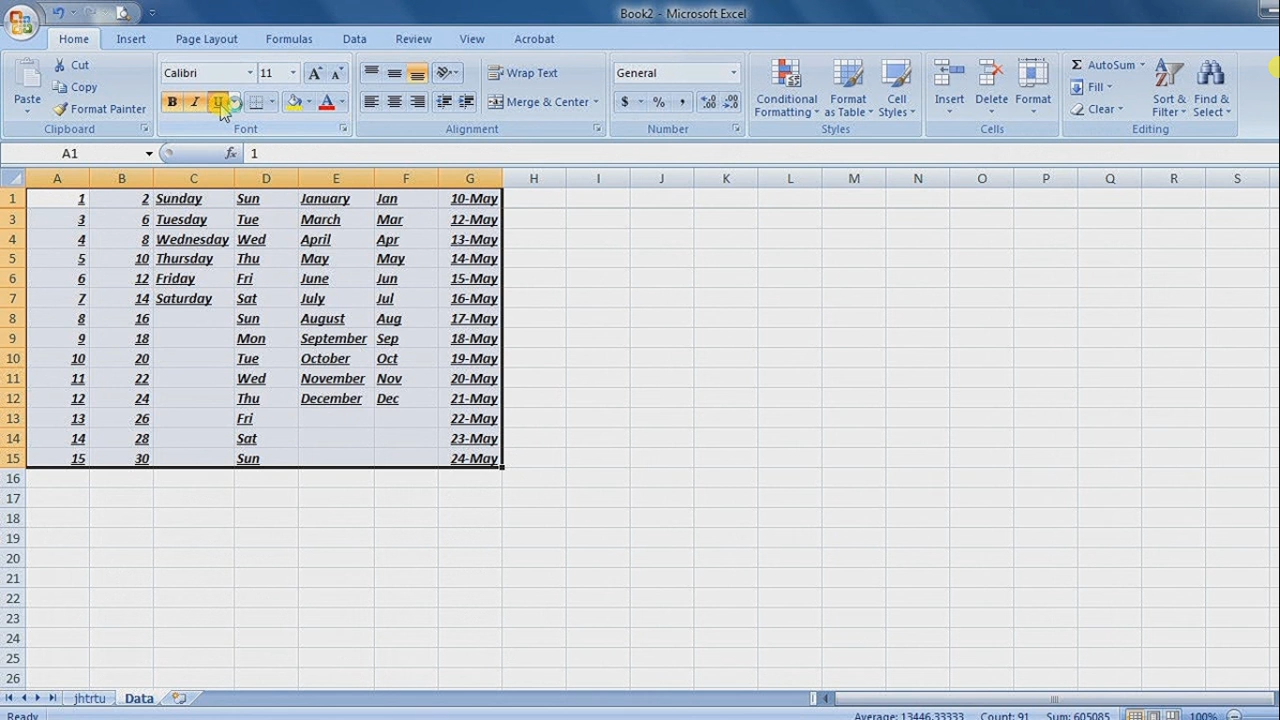 Book2 - Microsoft Excel
Home Insert Page Layout Formulas Data Review View Acrobat
Paste
Cut
Copy
Format Painter
Clipboard
Calibri 11 A A
B I U A
Font
Wrap Text
Merge & Center
Alignment
General
$ % , .0 .00 .00 .0
Number
Conditional Formatting
Format as Table
Cell Styles
Styles
Insert Delete Format
Cells
Σ AutoSum
Fill
Clear
Sort & Filter
Find & Select
Editing
A1 fx 1
A B C D E F G H I J K L M N O P Q R S
1 1 2 Sunday Sun January Jan 10-May
3 3 6 Tuesday Tue March Mar 12-May
4 4 8 Wednesday Wed April Apr 13-May
5 5 10 Thursday Thu May May 14-May
6 6 12 Friday Fri June Jun 15-May
7 7 14 Saturday Sat July Jul 16-May
8 8 16 Sun August Aug 17-May
9 9 18 Mon September Sep 18-May
10 10 20 Tue October Oct 19-May
11 11 22 Wed November Nov 20-May
12 12 24 Thu December Dec 21-May
13 13 26 Fri 22-May
14 14 28 Sat 23-May
15 15 30 Sun 24-May
16
17
18
19
20
21
22
23
24
25
26
jhtrtu Data
Ready Average: 13446.33333 Count: 91 Sum: 605085 100%